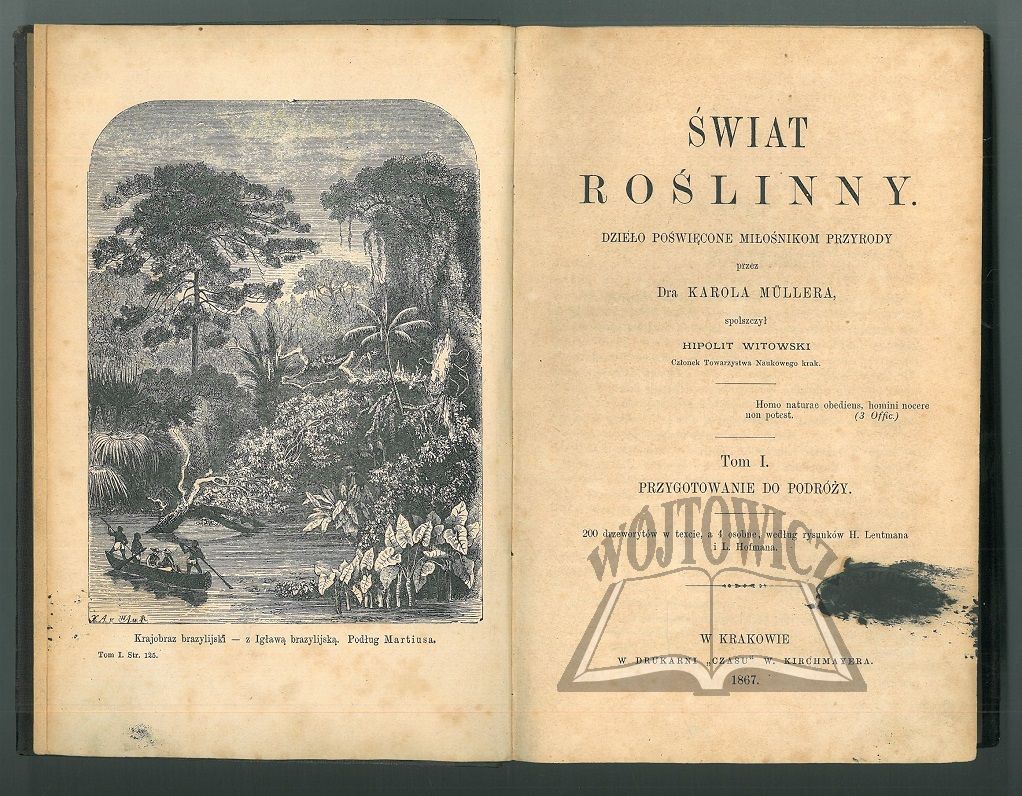 Krajobraz brazylijski — z Igławą brazylijską. Podług Martiusa.
Tom I. Str. 125.
ŚWIAT
ROŚLINNY.
DZIEŁO POŚWIĘCONE MIŁOŚNIKOM PRZYRODY
przez
Dra KAROLA MÜLLERA,
spolszczył
HIPOLIT WITOWSKI
Członek Towarzystwa Naukowego krak.
Homo naturae obediens, homini nocere
non potest. (3 Offic.)
Tom I.
PRZYGOTOWANIE DO PODRÓŻY.
200 drzeworytów w texcie, a 4 osobne, według rysunków H. Leutmana
i L. Hofmana.
WÓJTOWICZ
W KRAKOWIE
W DRUKARNI „CZASU" W. KIRCHMAYERA.
1867.